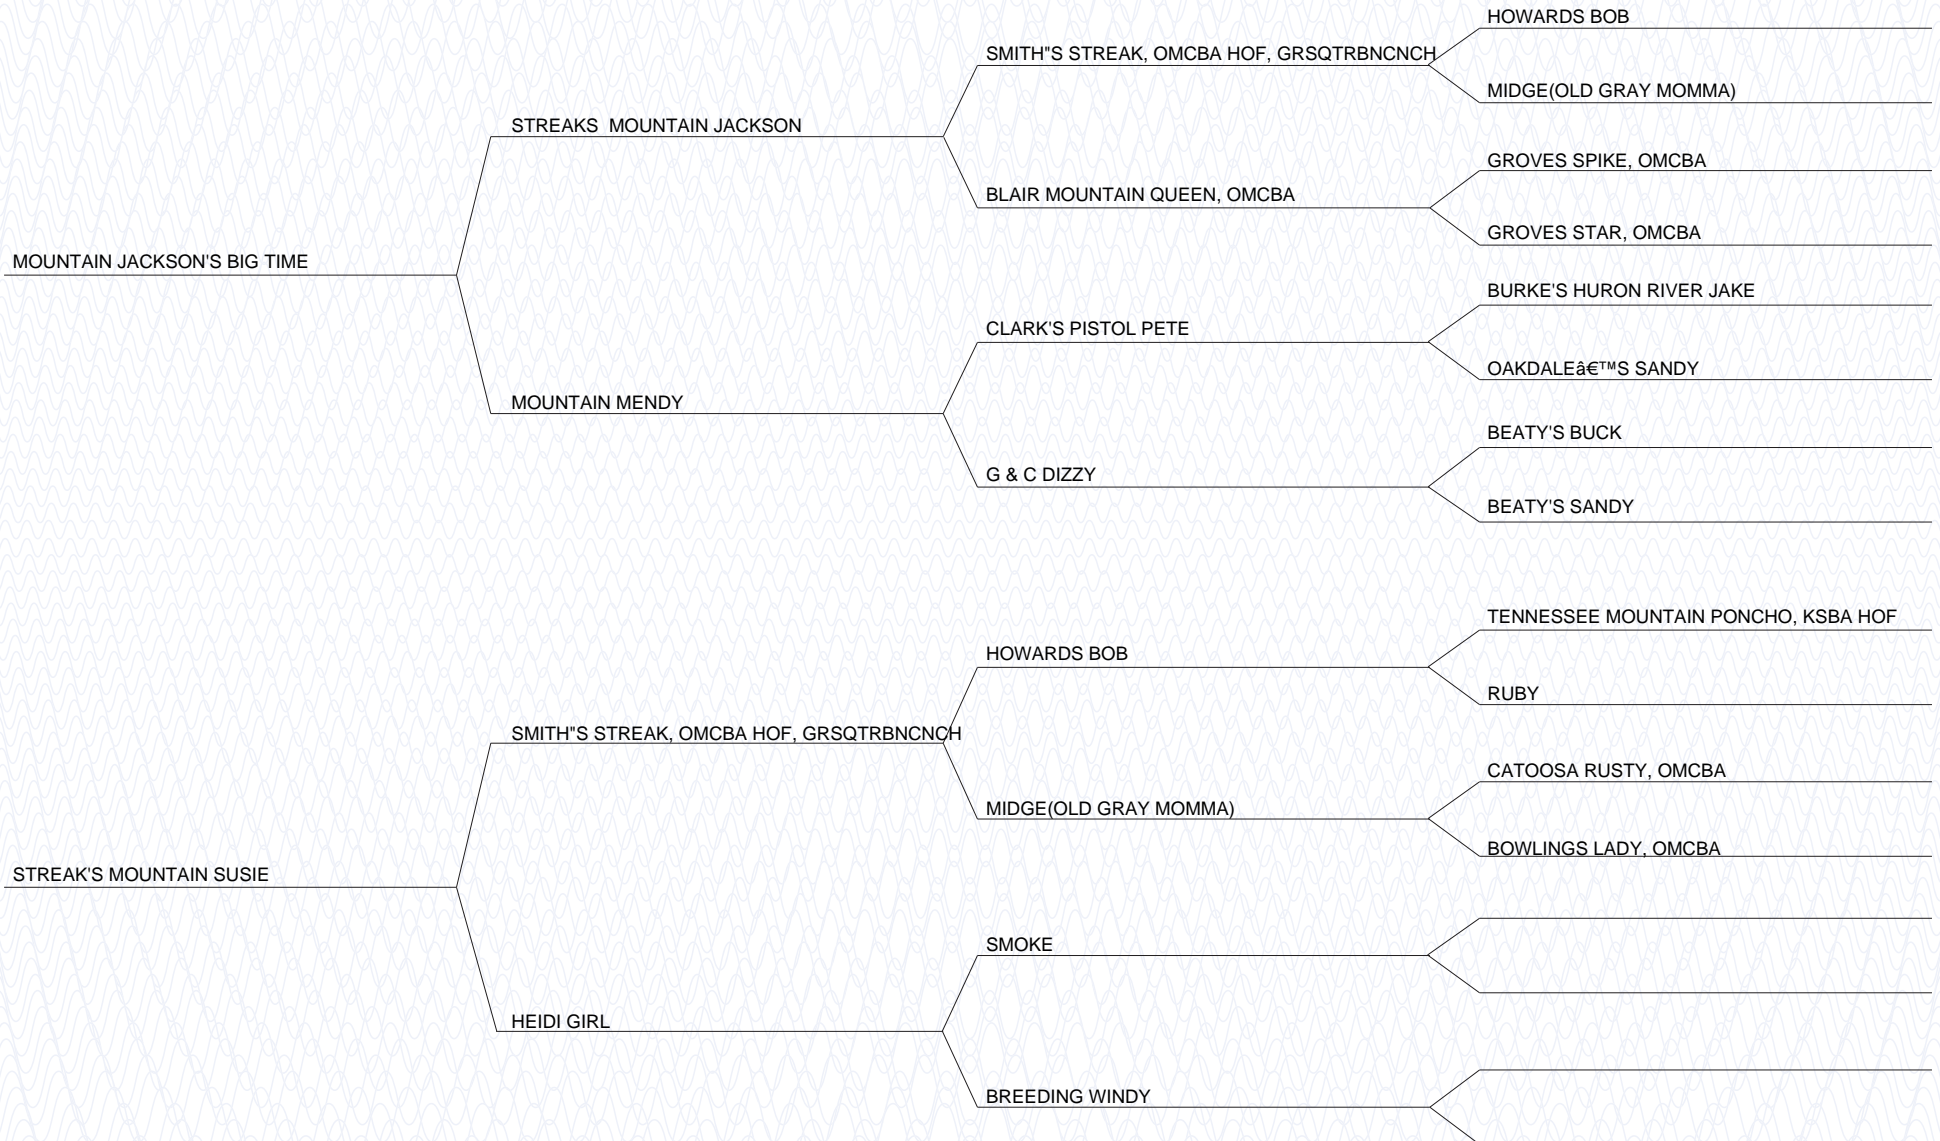 HOWARDS BOB
SMITH"S STREAK, OMCBA HOF, GRSQTRBNCNCH
MIDGE(OLD GRAY MOMMA)
STREAKS  MOUNTAIN JACKSON
GROVES SPIKE, OMCBA
BLAIR MOUNTAIN QUEEN, OMCBA
GROVES STAR, OMCBA
MOUNTAIN JACKSON'S BIG TIME
BURKE'S HURON RIVER JAKE
CLARK'S PISTOL PETE
OAKDALEâ€™S SANDY
MOUNTAIN MENDY
BEATY'S BUCK
G & C DIZZY
BEATY'S SANDY
TENNESSEE MOUNTAIN PONCHO, KSBA HOF
HOWARDS BOB
RUBY
SMITH"S STREAK, OMCBA HOF, GRSQTRBNCNCH
CATOOSA RUSTY, OMCBA
MIDGE(OLD GRAY MOMMA)
BOWLINGS LADY, OMCBA
STREAK'S MOUNTAIN SUSIE
SMOKE
HEIDI GIRL
BREEDING WINDY